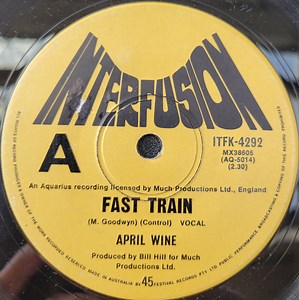 INTERFUSION
A
ITFK-4292
MX38605
(AQ-5014)
(2.30)
An Aquarius recording licensed by Much Productions Ltd., England
FAST TRAIN
(M. Goodwyn) (Control) VOCAL
APRIL WINE
Produced by Bill Hill for Much
Productions Ltd.
MADE IN AUSTRALIA BY
45
FESTIVAL RECORDS PTY LTD